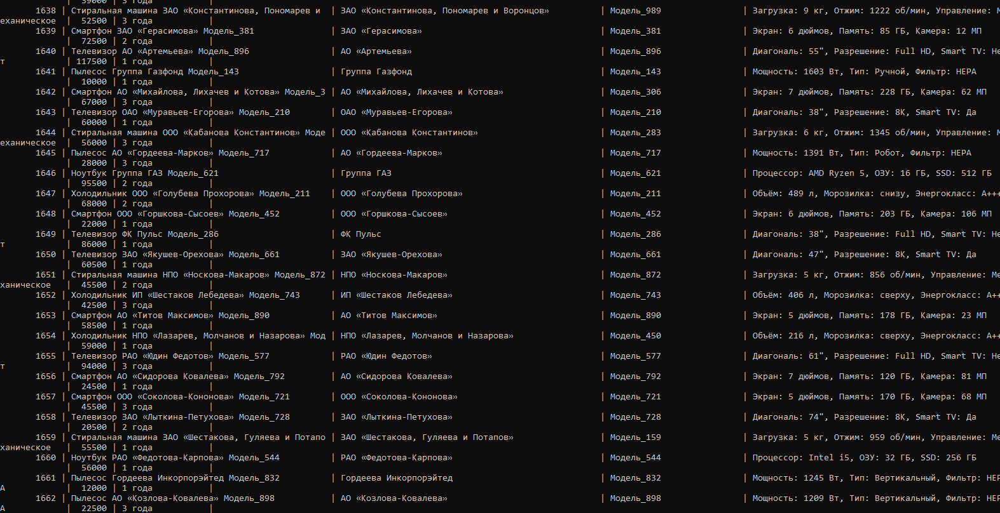 39000 | 3 года |
1638 | Стиральная машина ЗАО «Константинова, Пономарев и | ЗАО «Константинова, Пономарев и Воронцов» | Модель_989 | Загрузка: 9 кг, Отжим: 1222 об/мин, Управление: М
еханическое | 52500 | 3 года |
1639 | Смартфон ЗАО «Герасимова» Модель_381 | ЗАО «Герасимова» | Модель_381 | Экран: 6 дюймов, Память: 85 ГБ, Камера: 12 МП
| 72500 | 2 года |
1640 | Телевизор АО «Артемьева» Модель_896 | АО «Артемьева» | Модель_896 | Диагональ: 55", Разрешение: Full HD, Smart TV: Не
т | 117500 | 1 года |
1641 | Пылесос Группа Газфонд Модель_143 | Группа Газфонд | Модель_143 | Мощность: 1603 Вт, Тип: Ручной, Фильтр: HEPA
| 10000 | 1 года |
1642 | Смартфон АО «Михайлова, Лихачев и Котова» Модель_3 | АО «Михайлова, Лихачев и Котова» | Модель_306 | Экран: 7 дюймов, Память: 228 ГБ, Камера: 62 МП
| 67000 | 3 года |
1643 | Телевизор ОАО «Муравьев-Егорова» Модель_210 | ОАО «Муравьев-Егорова» | Модель_210 | Диагональ: 38", Разрешение: 8K, Smart TV: Да
| 60000 | 1 года |
1644 | Стиральная машина ООО «Кабанова Константинов» Моде | ООО «Кабанова Константинов» | Модель_283 | Загрузка: 6 кг, Отжим: 1345 об/мин, Управление: М
еханическое | 56000 | 3 года |
1645 | Пылесос АО «Гордеева-Марков» Модель_717 | АО «Гордеева-Марков» | Модель_717 | Мощность: 1391 Вт, Тип: Робот, Фильтр: HEPA
| 28000 | 3 года |
1646 | Ноутбук Группа ГАЗ Модель_621 | Группа ГАЗ | Модель_621 | Процессор: AMD Ryzen 5, ОЗУ: 16 ГБ, SSD: 512 ГБ
| 95500 | 2 года |
1647 | Холодильник ООО «Голубева Прохорова» Модель_211 | ООО «Голубева Прохорова» | Модель_211 | Объём: 489 л, Морозилка: снизу, Энергокласс: A+++
| 68000 | 2 года |
1648 | Смартфон ООО «Горшкова-Сысоев» Модель_452 | ООО «Горшкова-Сысоев» | Модель_452 | Экран: 6 дюймов, Память: 203 ГБ, Камера: 106 МП
| 22000 | 1 года |
1649 | Телевизор ФК Пульс Модель_286 | ФК Пульс | Модель_286 | Диагональ: 38", Разрешение: Full HD, Smart TV: Не
т | 86000 | 1 года |
1650 | Телевизор ЗАО «Якушев-Орехова» Модель_661 | ЗАО «Якушев-Орехова» | Модель_661 | Диагональ: 47", Разрешение: 8K, Smart TV: Да
| 60500 | 1 года |
1651 | Стиральная машина НПО «Носкова-Макаров» Модель_872 | НПО «Носкова-Макаров» | Модель_872 | Загрузка: 5 кг, Отжим: 856 об/мин, Управление: Ме
ханическое | 45500 | 2 года |
1652 | Холодильник ИП «Шестаков Лебедева» Модель_743 | ИП «Шестаков Лебедева» | Модель_743 | Объём: 406 л, Морозилка: сверху, Энергокласс: A++
| 42500 | 3 года |
1653 | Смартфон АО «Титов Максимов» Модель_890 | АО «Титов Максимов» | Модель_890 | Экран: 5 дюймов, Память: 178 ГБ, Камера: 23 МП
| 58500 | 1 года |
1654 | Холодильник НПО «Лазарев, Молчанов и Назарова» Мод | НПО «Лазарев, Молчанов и Назарова» | Модель_450 | Объём: 216 л, Морозилка: сверху, Энергокласс: A++
| 59000 | 1 года |
1655 | Телевизор РАО «Юдин Федотов» Модель_577 | РАО «Юдин Федотов» | Модель_577 | Диагональ: 61", Разрешение: Full HD, Smart TV: Не
т | 94000 | 3 года |
1656 | Смартфон АО «Сидорова Ковалева» Модель_792 | АО «Сидорова Ковалева» | Модель_792 | Экран: 7 дюймов, Память: 120 ГБ, Камера: 81 МП
| 24500 | 1 года |
1657 | Смартфон ООО «Соколова-Кононова» Модель_721 | ООО «Соколова-Кононова» | Модель_721 | Экран: 5 дюймов, Память: 170 ГБ, Камера: 68 МП
| 45500 | 3 года |
1658 | Телевизор ЗАО «Лыткина-Петухова» Модель_728 | ЗАО «Лыткина-Петухова» | Модель_728 | Диагональ: 74", Разрешение: 8K, Smart TV: Да
| 20500 | 2 года |
1659 | Стиральная машина ЗАО «Шестакова, Гуляева и Потапо | ЗАО «Шестакова, Гуляева и Потапов» | Модель_159 | Загрузка: 5 кг, Отжим: 959 об/мин, Управление: Ме
ханическое | 55500 | 1 года |
1660 | Ноутбук РАО «Федотова-Карпова» Модель_544 | РАО «Федотова-Карпова» | Модель_544 | Процессор: Intel i5, ОЗУ: 32 ГБ, SSD: 256 ГБ
| 56000 | 1 года |
1661 | Пылесос Гордеева Инкорпорэйтед Модель_832 | Гордеева Инкорпорэйтед | Модель_832 | Мощность: 1245 Вт, Тип: Вертикальный, Фильтр: HEP
A | 12000 | 1 года |
1662 | Пылесос АО «Козлова-Ковалева» Модель_898 | АО «Козлова-Ковалева» | Модель_898 | Мощность: 1209 Вт, Тип: Вертикальный, Фильтр: HEP
A | 22500 | 3 года |